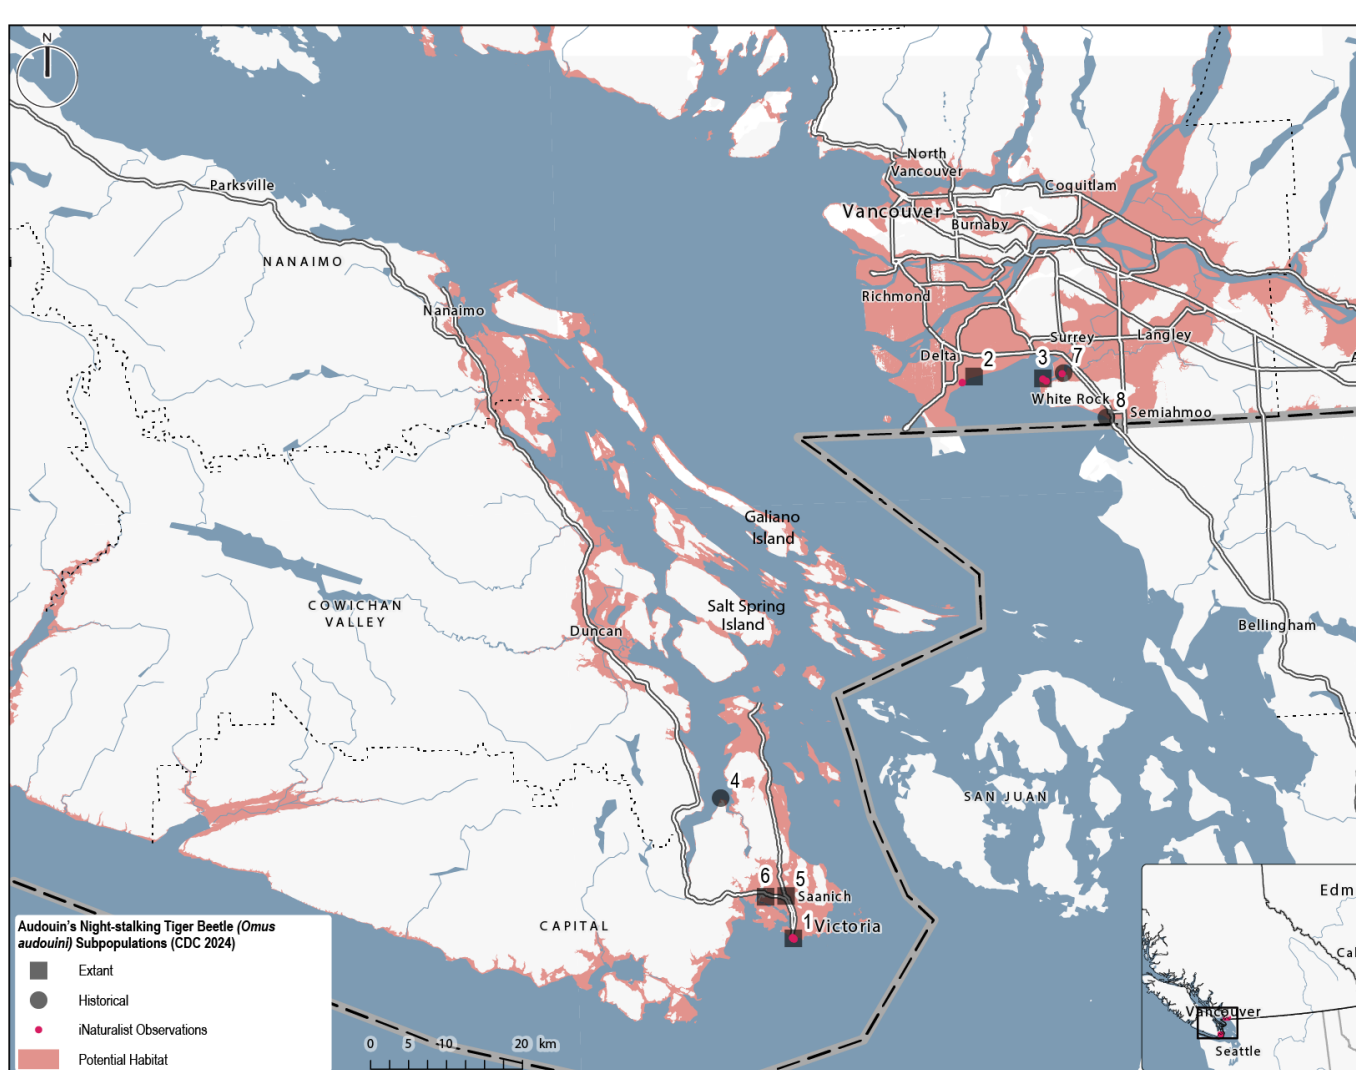 N
North
Vancouver
Coquitlam
Parksville
Vancouver
Burnaby
NANAIMO
Richmond
Nanaimo
Surrey
Langley
Delta
2
3
7
White Rock
8
Semiahmoo
Galiano
Island
COWICHAN
VALLEY
Salt Spring
Island
Duncan
Bellingham
4
SAN JUAN
6
5
Saanich
1
Victoria
CAPITAL
Audouin's Night-stalking Tiger Beetle (Omus
audouini) Subpopulations (CDC 2024)
Extant
Historical
iNaturalist Observations
Potential Habitat
0 5 10 20 km
Edm
Cal
Vancouver
Seattle